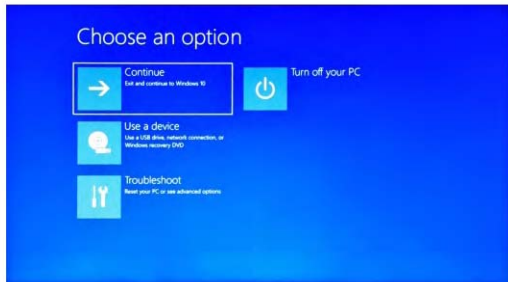 Choose an option
Continue
Exit and continue to Windows 10
Turn off your PC
Use a device
Use a USB drive, network connection, or
Windows recovery DVD
Troubleshoot
Reset your PC or see advanced options